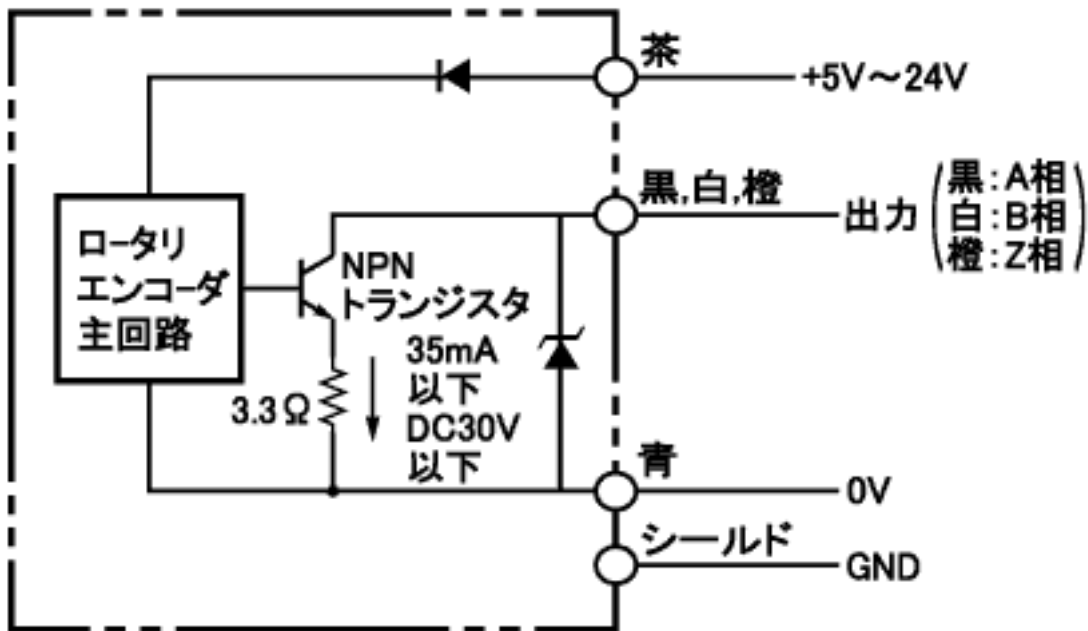 茶
+5V～24V
黒,白,橙
出力
黒:A相
白:B相
橙:Z相
ロータリ
エンコーダ
主回路
NPN
トランジスタ
35mA
以下
DC30V
以下
3.3Ω
青
0V
シールド
GND